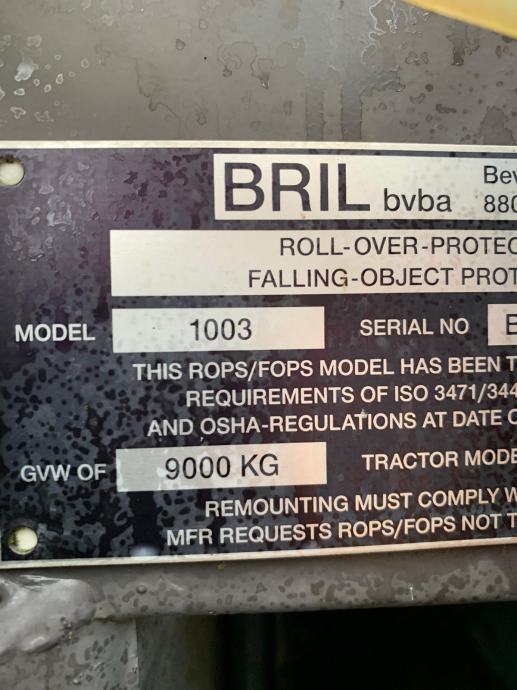 BRIL bvba Bev
880
ROLL-OVER-PROTEC
FALLING-OBJECT PROT
MODEL 1003 SERIAL NO
THIS ROPS/FOPS MODEL HAS BEEN T
REQUIREMENTS OF ISO 3471/344
AND OSHA-REGULATIONS AT DATE O
GVW OF 9000 KG TRACTOR MODE
REMOUNTING MUST COMPLY W
MFR REQUESTS ROPS/FOPS NOT T